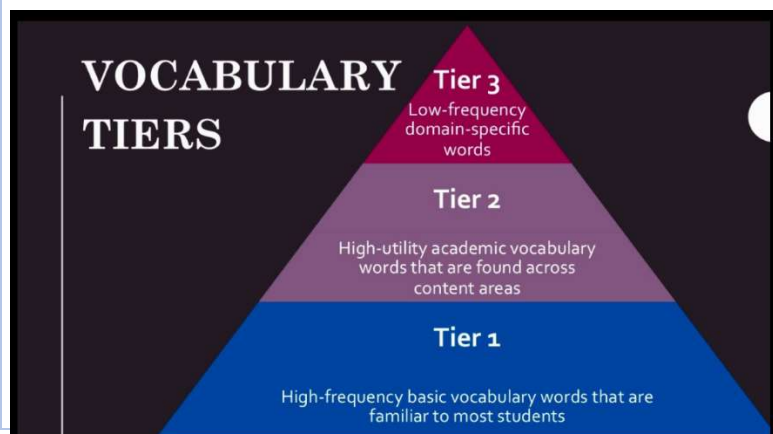 VOCABULARY
TIERS
Tier 3
Low-frequency
domain-specific
words
Tier 2
High-utility academic vocabulary
words that are found across
content areas
Tier 1
High-frequency basic vocabulary words that are
familiar to most students